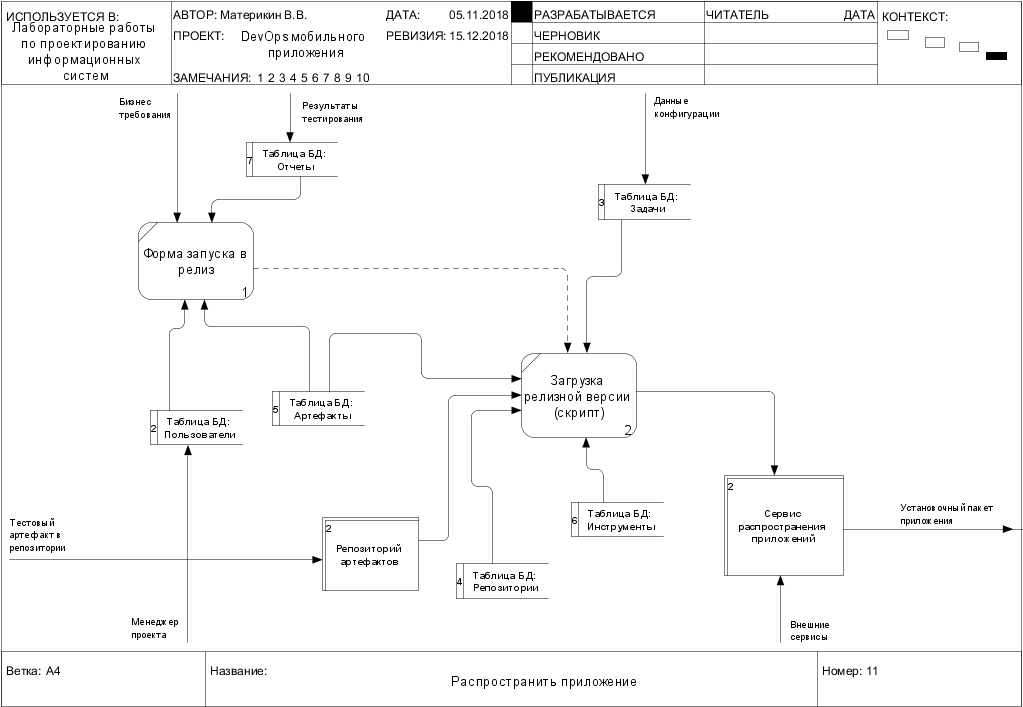 ИСПОЛЬЗУЕТСЯ В:
Лабораторные работы
по проектированию
информационных
систем
АВТОР: Материкин В.В.
ДАТА: 05.11.2018
ПРОЕКТ: DevOps мобильного
приложения
РЕВИЗИЯ: 15.12.2018
ЗАМЕЧАНИЯ: 1 2 3 4 5 6 7 8 9 10
РАЗРАБАТЫВАЕТСЯ
ЧЕРНОВИК
РЕКОМЕНДОВАНО
ПУБЛИКАЦИЯ
ЧИТАТЕЛЬ ДАТА
КОНТЕКСТ:
Бизнес
требования
Результаты
тестирования
Данные
конфигурации
7
Таблица БД:
Отчеты
3
Таблица БД:
Задачи
Форма запуска в
релиз
1
Загрузка
релизной версии
(скрипт)
2
5
Таблица БД:
Артефакты
2
Таблица БД:
Пользователи
2
Сервис
распространения
приложений
Установочный пакет
приложения
6
Таблица БД:
Инструменты
Тестовый
артефакт в
репозитории
2
Репозиторий
артефактов
4
Таблица БД:
Репозитории
Менеджер
проекта
Внешние
сервисы
Ветка: A4
Название:
Распространить приложение
Номер: 11